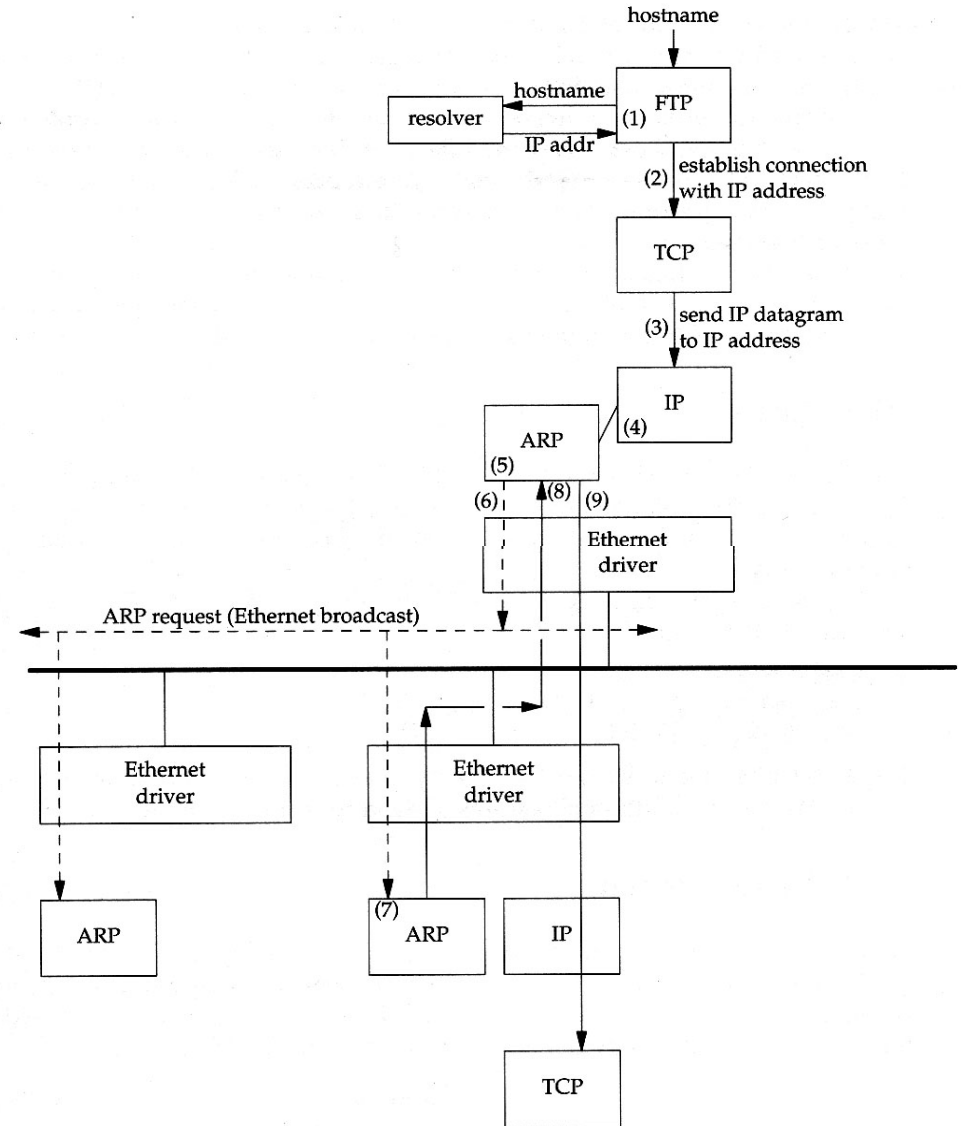 hostname
FTP
(1)
hostname
resolver
IP addr
(2)
establish connection
with IP address
TCP
(3)
send IP datagram
to IP address
IP
(4)
ARP
(5)
(6)
(8)
(9)
Ethernet
driver
ARP request (Ethernet broadcast)
Ethernet
driver
Ethernet
driver
ARP
(7)
ARP
IP
TCP